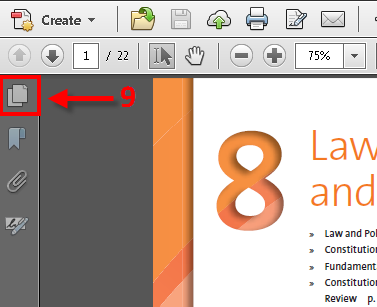 Create
1 / 22
75%
9
8
Law
and
» Law and Pol
» Constitution
» Fundament
» Constitution
Review p.